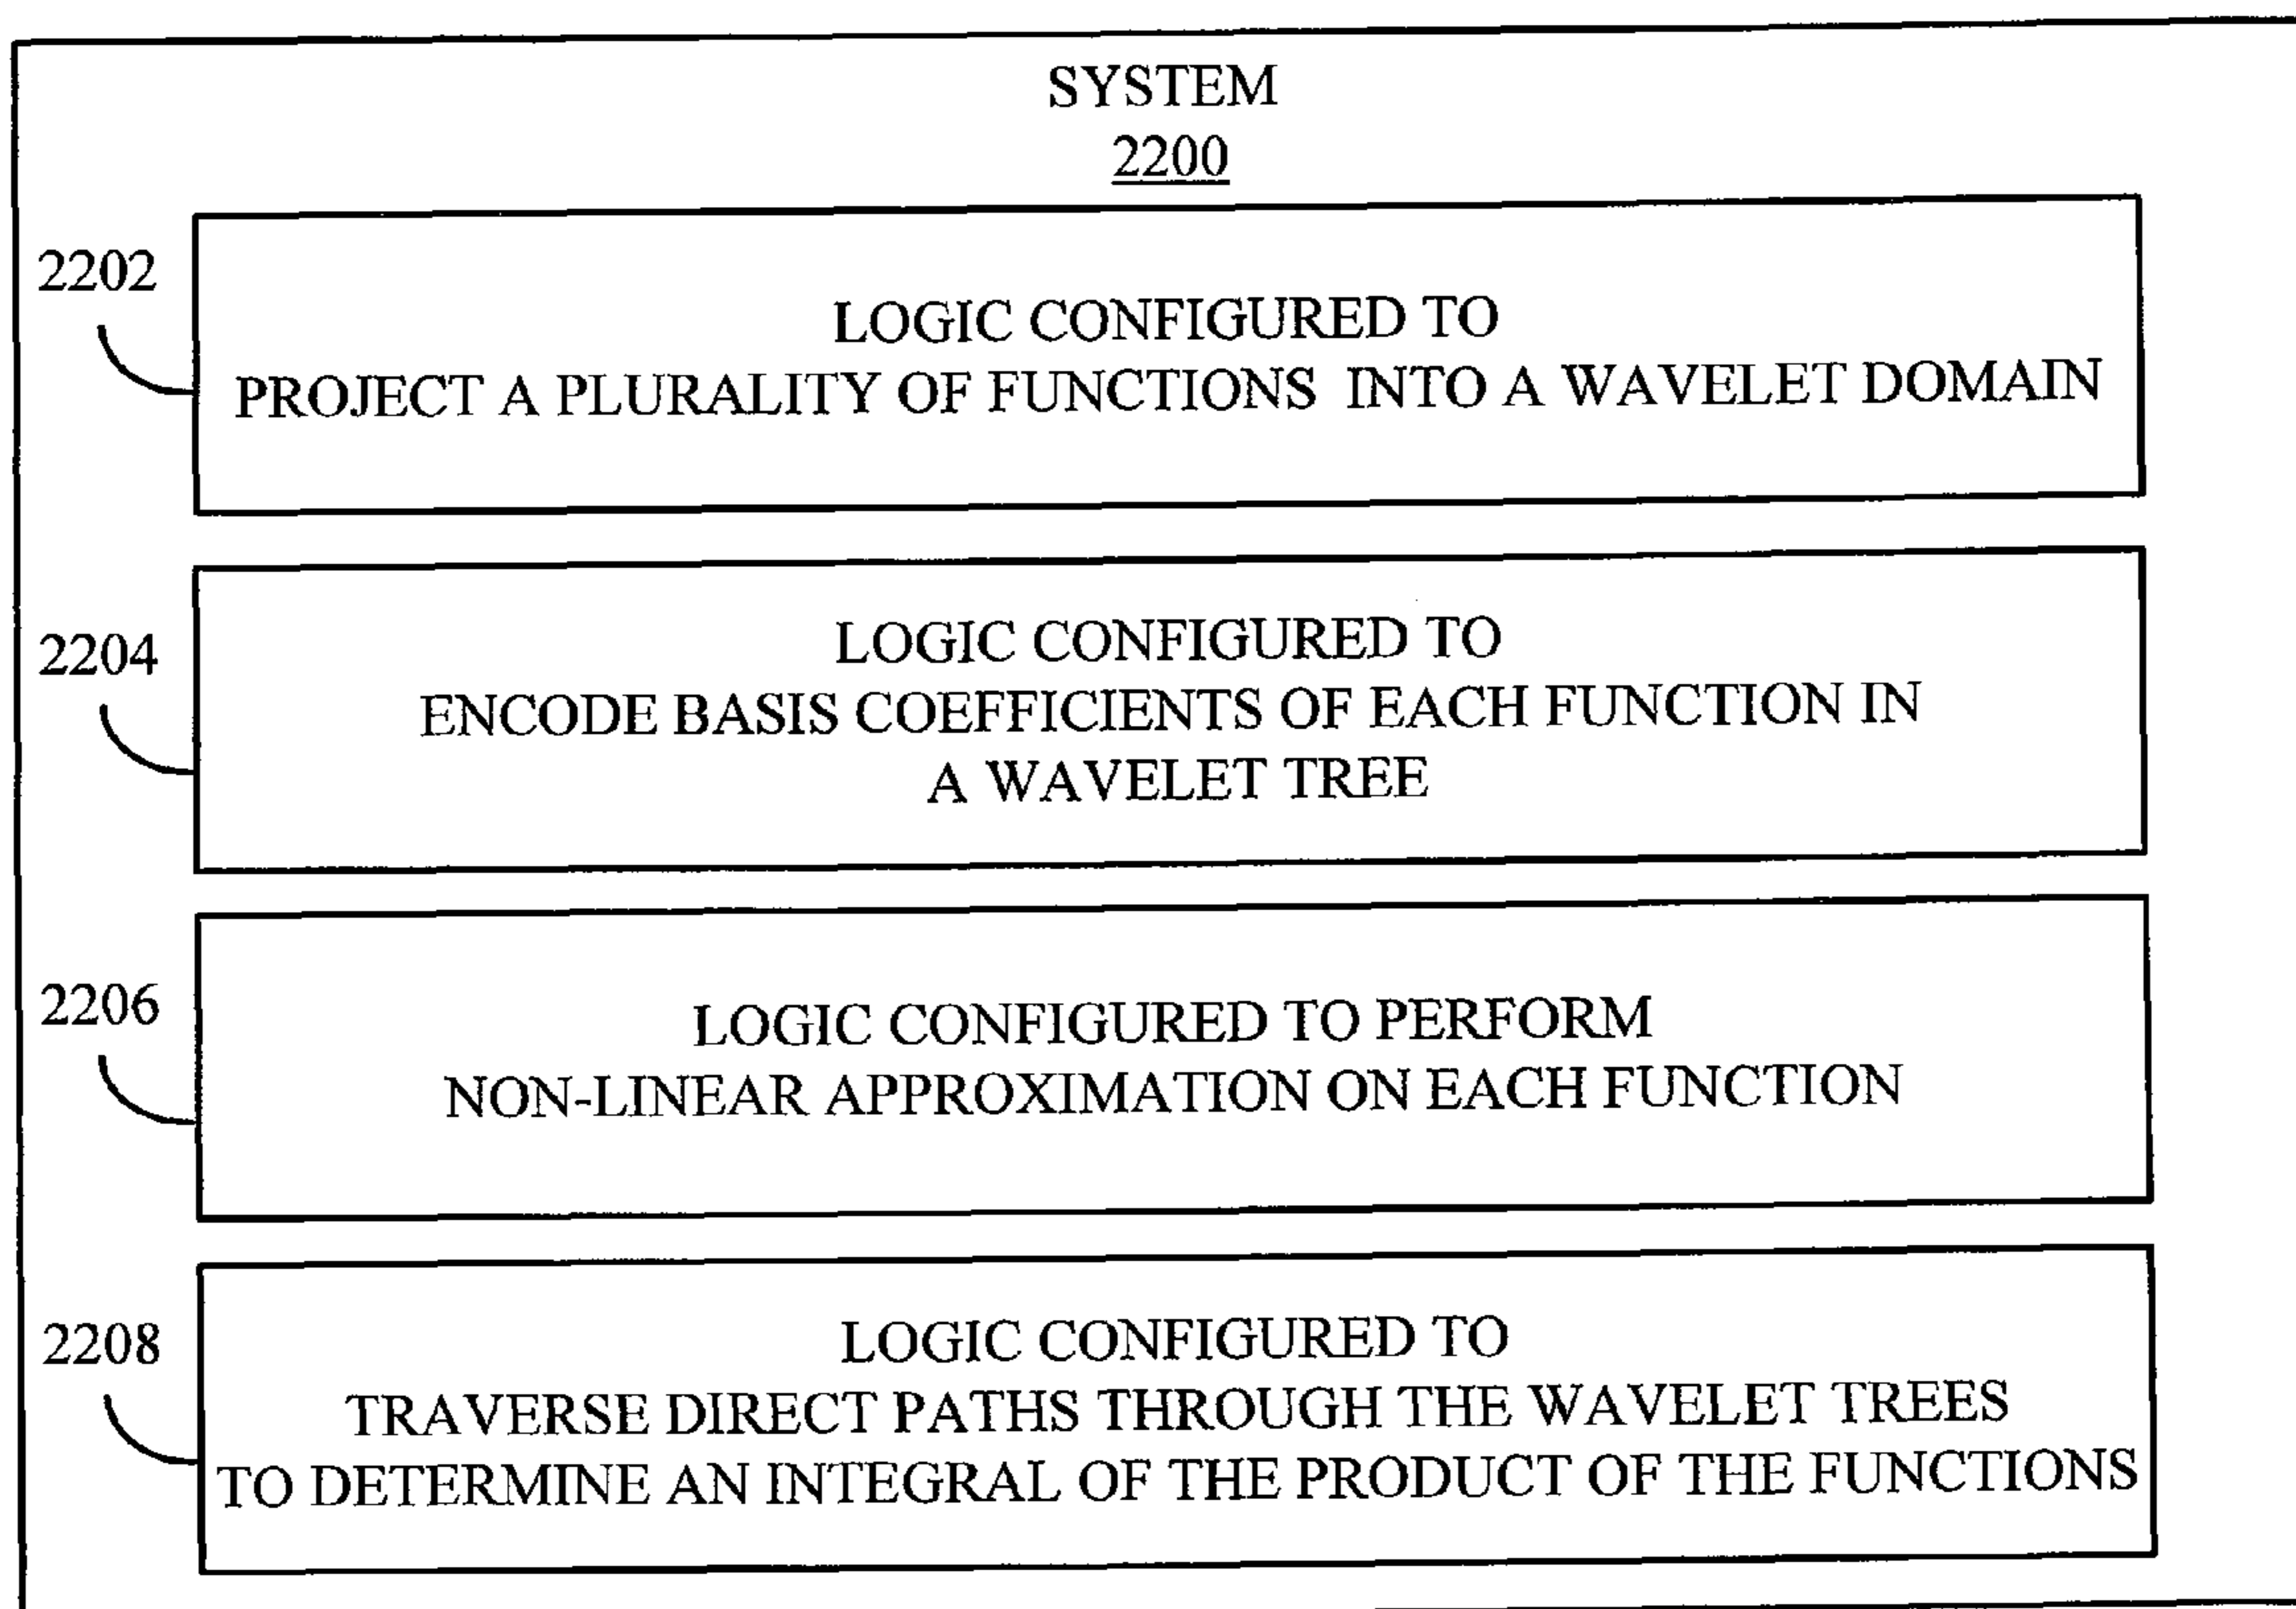 SYSTEM
2200
2202
LOGIC CONFIGURED TO
PROJECT A PLURALITY OF FUNCTIONS INTO A WAVELET DOMAIN
2204
LOGIC CONFIGURED TO
ENCODE BASIS COEFFICIENTS OF EACH FUNCTION IN
A WAVELET TREE
2206
LOGIC CONFIGURED TO PERFORM
NON-LINEAR APPROXIMATION ON EACH FUNCTION
2208
LOGIC CONFIGURED TO
TRAVERSE DIRECT PATHS THROUGH THE WAVELET TREES
TO DETERMINE AN INTEGRAL OF THE PRODUCT OF THE FUNCTIONS